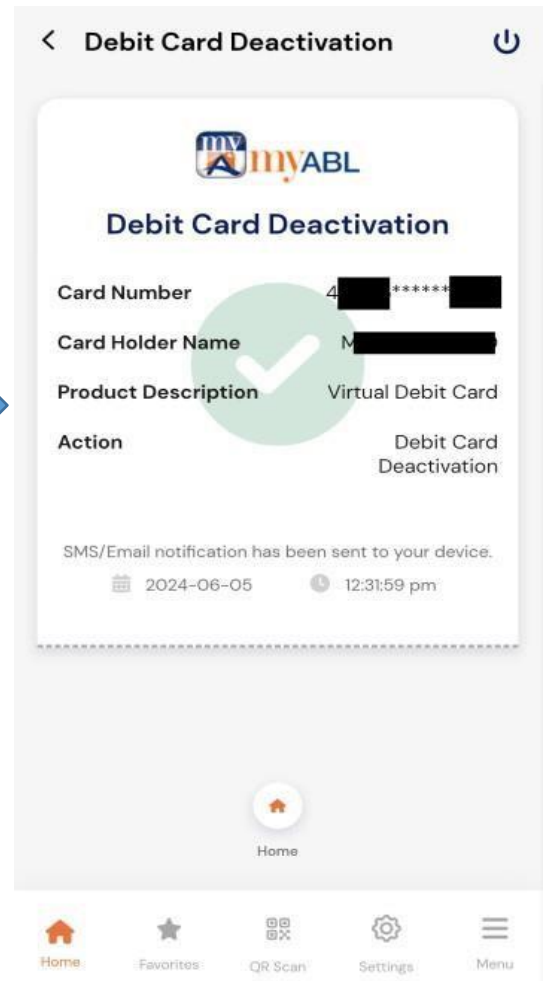 Debit Card Deactivation
my myABL
Debit Card Deactivation
Card Number 4 ******
Card Holder Name M
Product Description Virtual Debit Card
Action Debit Card
Deactivation
SMS/Email notification has been sent to your device.
2024-06-05 12:31:59 pm
Home
Home Favorites QR Scan Settings Menu